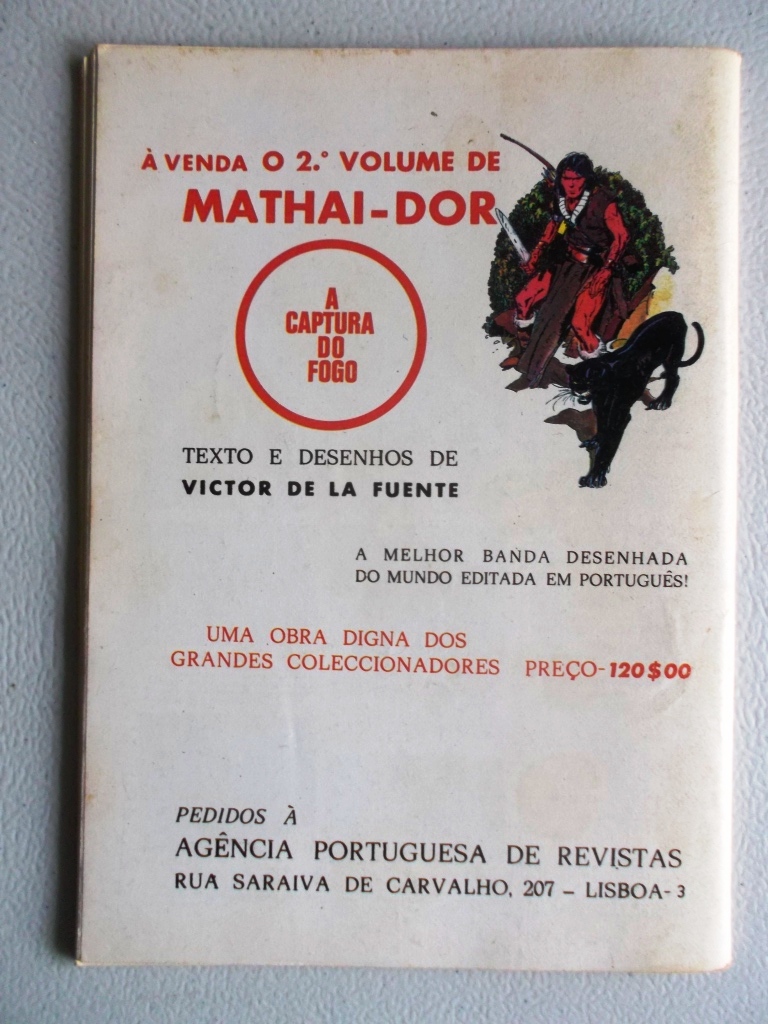 À VENDA O 2.º VOLUME DE
MATHAI-DOR
A
CAPTURA
DO
FOGO
TEXTO E DESENHOS DE
VICTOR DE LA FUENTE
A MELHOR BANDA DESENHADA
DO MUNDO EDITADA EM PORTUGUÊS!
UMA OBRA DIGNA DOS
GRANDES COLECCIONADORES PREÇO-120$00
PEDIDOS À
AGÊNCIA PORTUGUESA DE REVISTAS
RUA SARAIVA DE CARVALHO, 207 – LISBOA-3